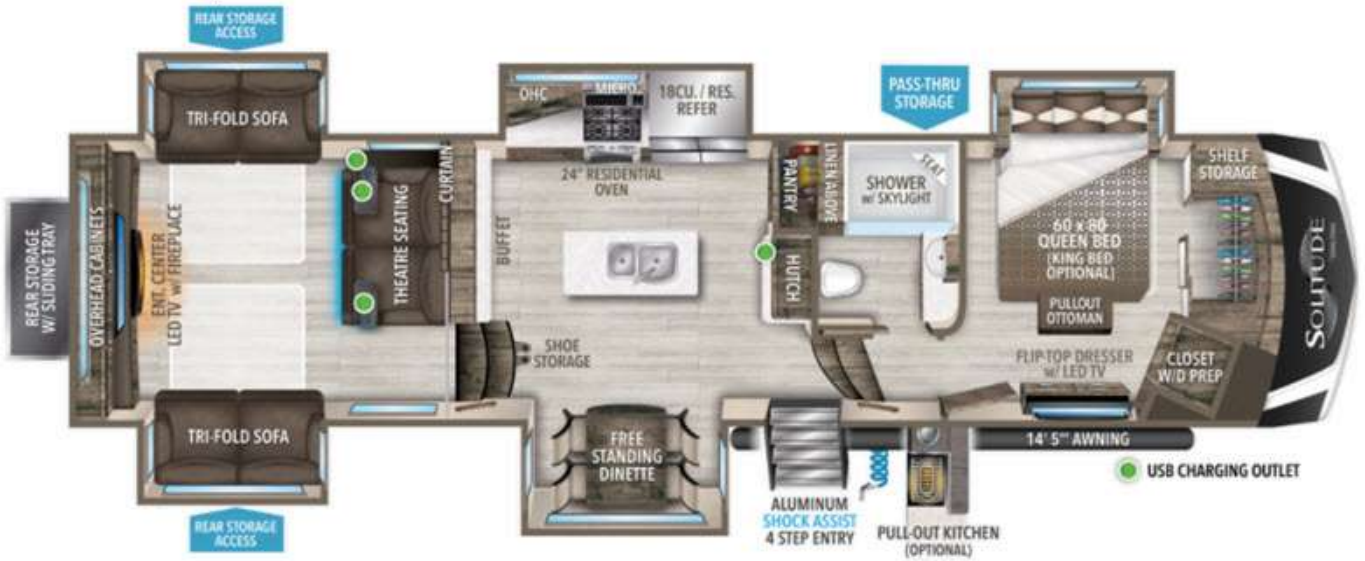 REAR STORAGE
ACCESS
TRI-FOLD SOFA
REAR STORAGE
W/ SLIDING TRAY
OVERHEAD CABINETS
ENT. CENTER
LED TV w/ FIREPLACE
THEATRE SEATING
CURTAIN
TRI-FOLD SOFA
REAR STORAGE
ACCESS
OHC
MICRO
18CU. / RES.
REFER
24" RESIDENTIAL
OVEN
BUFFET
SHOE
STORAGE
FREE
STANDING
DINETTE
PANTRY
LINEN ABOVE
HUTCH
PASS-THRU
STORAGE
SEAT
SHOWER
w/ SKYLIGHT
60 x 80
QUEEN BED
(KING BED
OPTIONAL)
PULLOUT
OTTOMAN
SHELF
STORAGE
FLIP-TOP DRESSER
w/ LED TV
CLOSET
W/D PREP
SOLITUDE
14' 5"' AWNING
USB CHARGING OUTLET
ALUMINUM
SHOCK ASSIST
4 STEP ENTRY
PULL-OUT KITCHEN
(OPTIONAL)